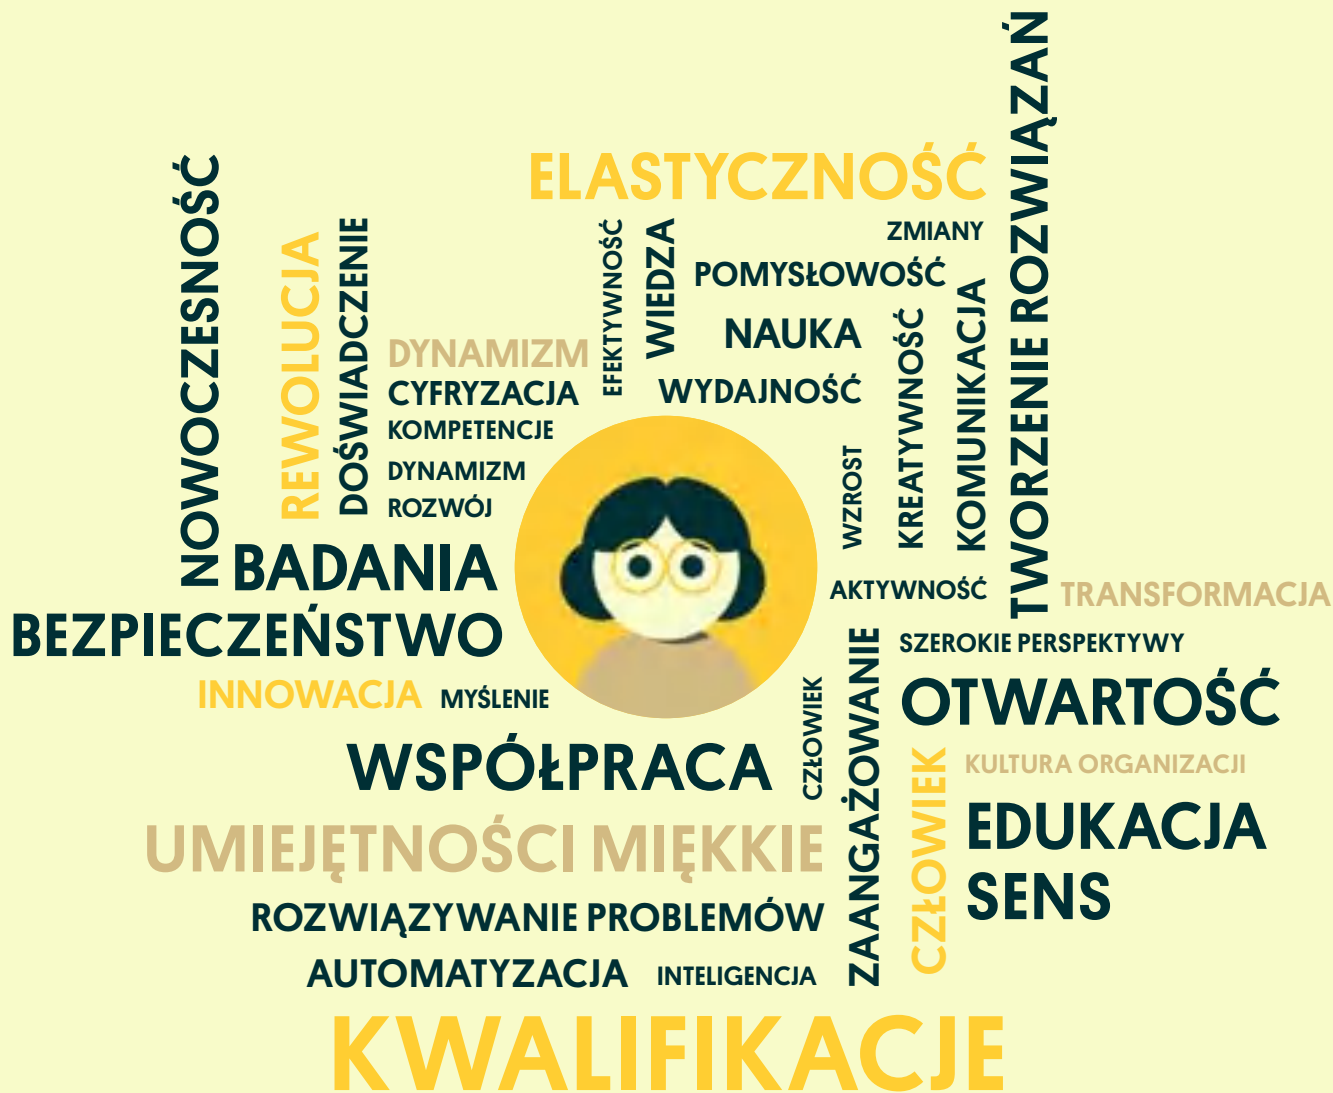 TWORZENIE ROZWIĄZAŃ
ELASTYCZNOŚĆ
NOWOCZESNOŚĆ
REWOLUCJA
DOŚWIADCZENIE
EFEKTYWNOŚĆ
WIEDZA
ZMIANY
POMYSŁOWOŚĆ
NAUKA
KREATYWNOŚĆ
KOMUNIKACJA
DYNAMIZM
CYFRYZACJA
WYDAJNOŚĆ
KOMPETENCJE
DYNAMIZM
ROZWÓJ
WZROST
BADANIA
AKTYWNOŚĆ
TRANSFORMACJA
BEZPIECZEŃSTWO
SZEROKIE PERSPEKTYWY
INNOWACJA
MYŚLENIE
CZŁOWIEK
ZAANGAŻOWANIE
OTWARTOŚĆ
WSPÓŁPRACA
CZŁOWIEK
KULTURA ORGANIZACJI
UMIEJĘTNOŚCI MIĘKKIE
EDUKACJA
SENS
ROZWIĄZYWANIE PROBLEMÓW
AUTOMATYZACJA
INTELIGENCJA
KWALIFIKACJE